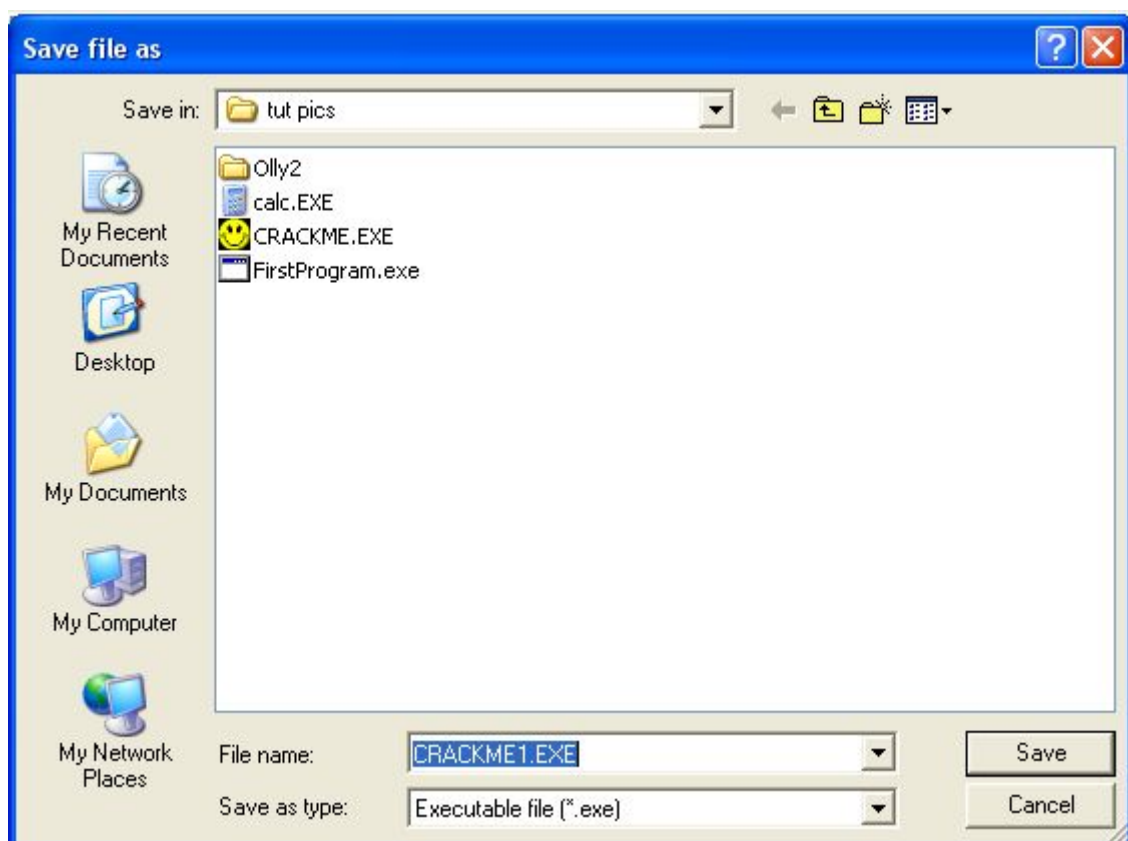 Save file as
Save in: tut pics
Olly2
calc.EXE
CRACKME.EXE
FirstProgram.exe
My Recent
Documents
Desktop
My Documents
My Computer
My Network
Places
File name: CRACKME1.EXE Save
Save as type: Executable file (*.exe) Cancel